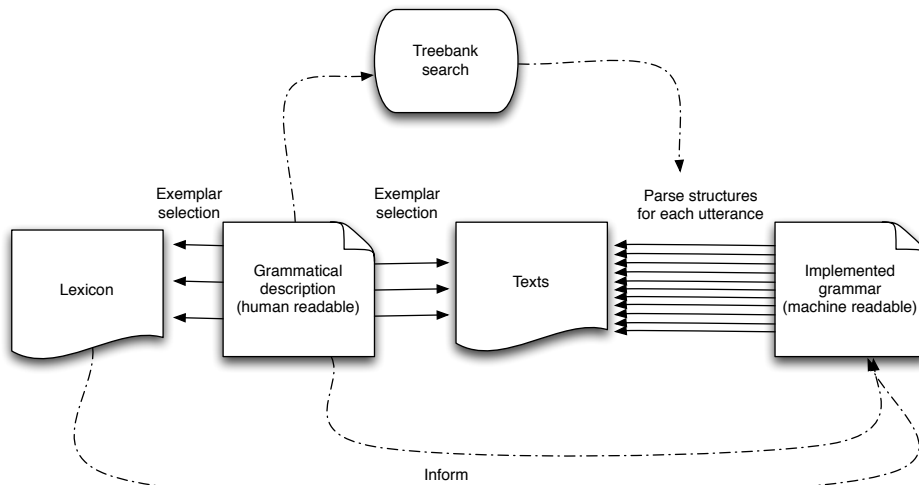 Treebank
search
Exemplar
selection
Exemplar
selection
Parse structures
for each utterance
Lexicon
Grammatical
description
(human readable)
Texts
Implemented
grammar
(machine readable)
Inform